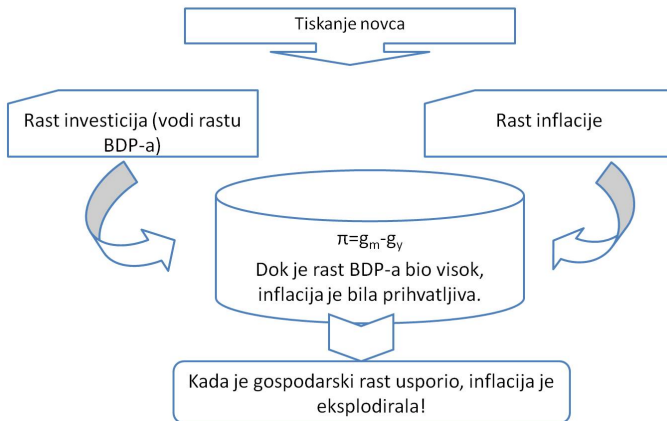 Tiskanje novca
Rast investicija (vodi rastu
BDP-a)
Rast inflacije
π=gₘ-gᵧ
Dok je rast BDP-a bio visok,
inflacija je bila prihvatljiva.
Kada je gospodarski rast usporio, inflacija je
eksplodirala!